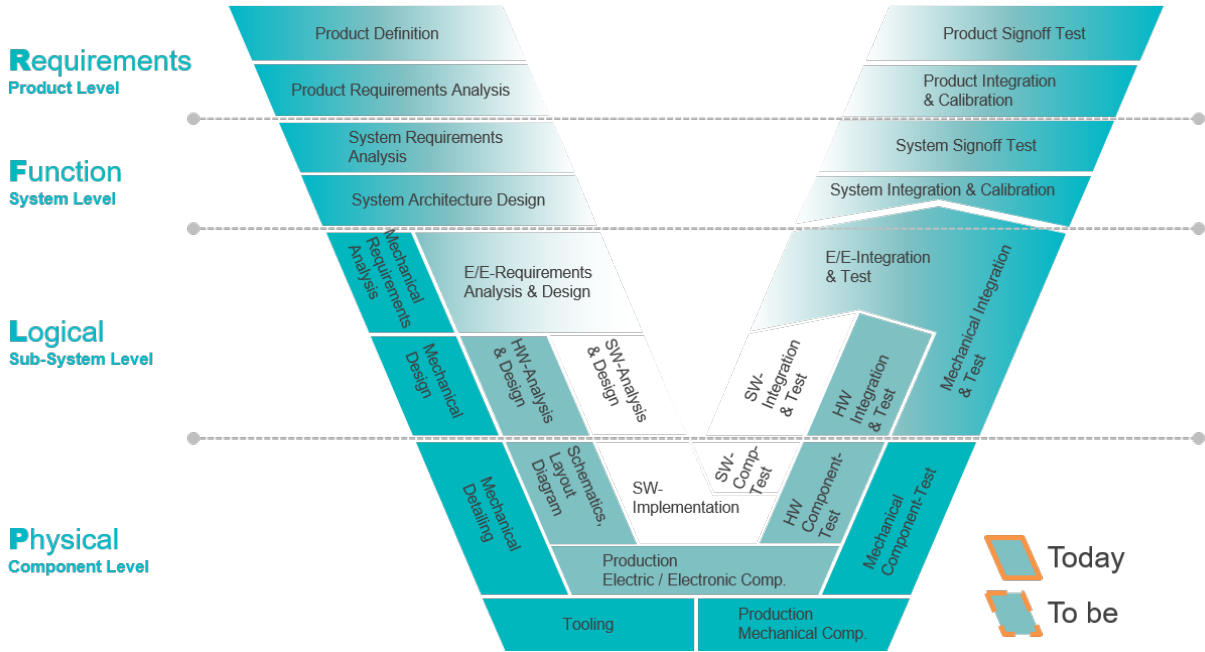 Requirements
Product Level
Function
System Level
Logical
Sub-System Level
Physical
Component Level
Product Definition
Product Requirements Analysis
System Requirements
Analysis
System Architecture Design
Mechanical
Requirements
Analysis
E/E-Requirements
Analysis & Design
Mechanical
Design
HW-Analysis
& Design
SW-Analysis
& Design
Mechanical
Detailing
Schematics,
Layout
Diagram
SW-
Implementation
Production
Electric / Electronic Comp.
Tooling
Production
Mechanical Comp.
Product Signoff Test
Product Integration
& Calibration
System Signoff Test
System Integration & Calibration
E/E-Integration
& Test
Mechanical Integration
& Test
SW-
Integration
& Test
HW
Integration
& Test
SW-
Comp-
Test
HW
Component-
Test
Mechanical
Component-Test
Today
To be